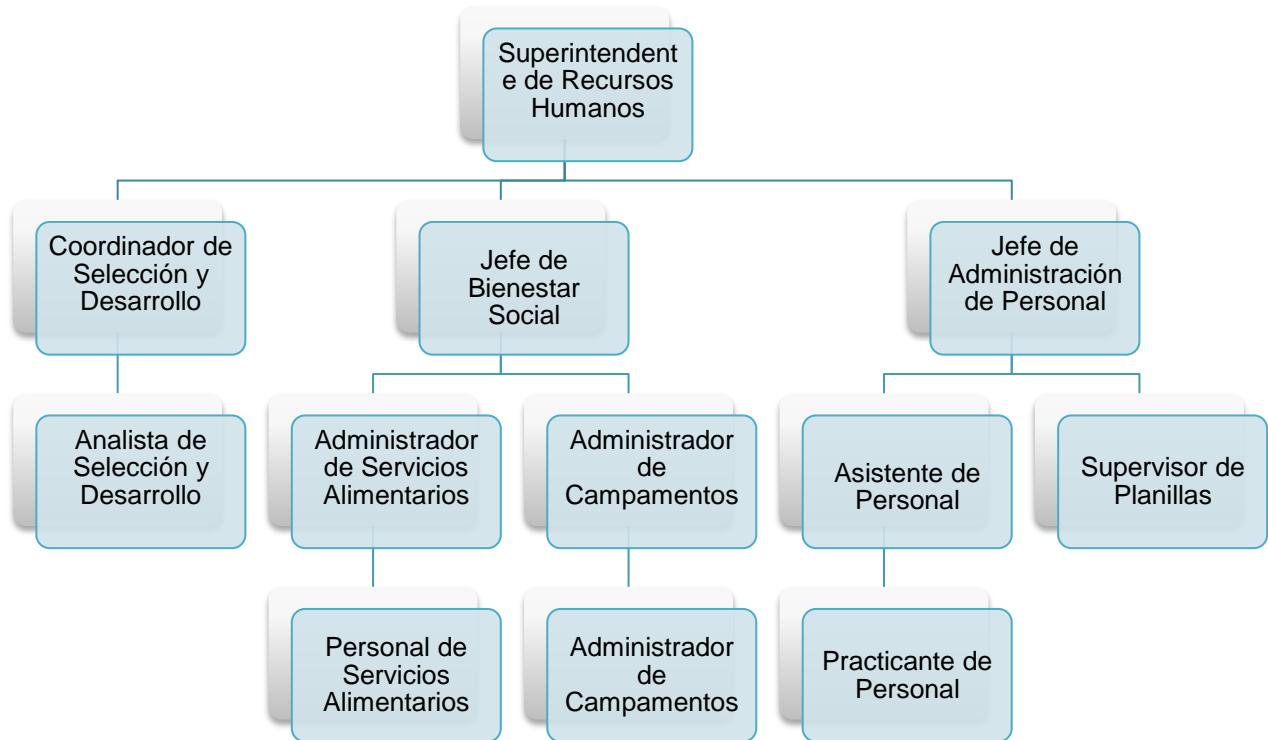 Superintendent
e de Recursos
Humanos
Coordinador de
Selección y
Desarrollo
Jefe de
Bienestar
Social
Jefe de
Administración
de Personal
Analista de
Selección y
Desarrollo
Administrador
de Servicios
Alimentarios
Administrador
de
Campamentos
Asistente de
Personal
Supervisor de
Planillas
Personal de
Servicios
Alimentarios
Administrador
de
Campamentos
Practicante de
Personal